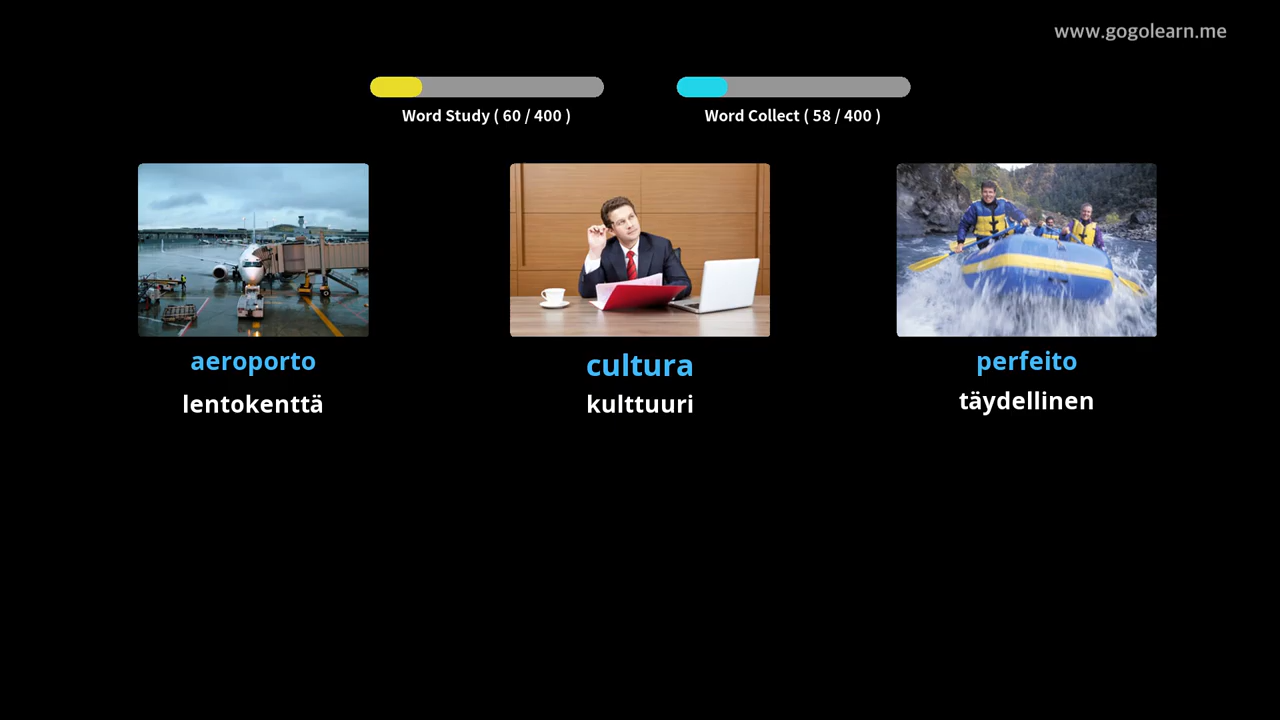 www.gogolearn.me
Word Study ( 60 / 400 )
Word Collect ( 58 / 400 )
aeroporto
cultura
perfeito
lentokenttä
kulttuuri
täydellinen